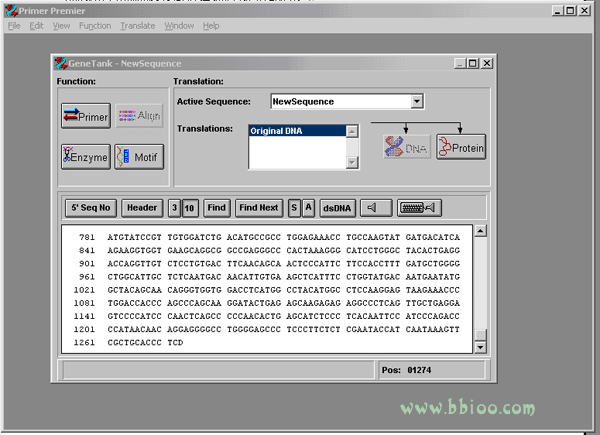 Primer Premier
File Edit View Function Translate Window Help
GeneTank - NewSequence
Function: Translation:
Primer Align
Enzyme Motif
Active Sequence: NewSequence
Translations: Original DNA
DNA Protein
5' Seq No Header 3 10 Find Find Next S A dsDNA
781 ATGTATCCGT TGTGGATCTG ACATGCCGCC TGGAGAAACC TGCCAAGTAT GATGACATCA
841 AGAAGGTGGT GAAGCAGGCG GCCGAGGGCC CACTAAAGGG CATCCTGGGC TACACTGAGG
901 ACCAGGTTGT CTCCTGTGAC TTCAACAGCA ACTCCCATTC TTCCACCTTT GATGCTGGGG
961 CTGGCATTGC TCTCAATGAC AACATTGTGA AGCTCATTTC CTGGTATGAC AATGAATATG
1021 GCTACAGCAA CAGGGTGGTG GACCTCATGG CCTACATGGC CTCCAAGGAG TAAGAAACCC
1081 TGGACCACCC AGCCCAGCAA GGATACTGAG AGCAAGAGAG AGGCCCTCAG TTGCTGAGGA
1141 GTCCCCATCC CAACTCAGCC CCCAACACTG AGCATCTCCC TCACAATTCC ATCCCAGACC
1201 CCATAACAAC AGGAGGGGCC TGGGGAGCCC TCCCTTCTCT CGAATACCAT CAATAAAGTT
1261 CGCTGCACCC TCD
Pos: 01274
www.bbioo.com